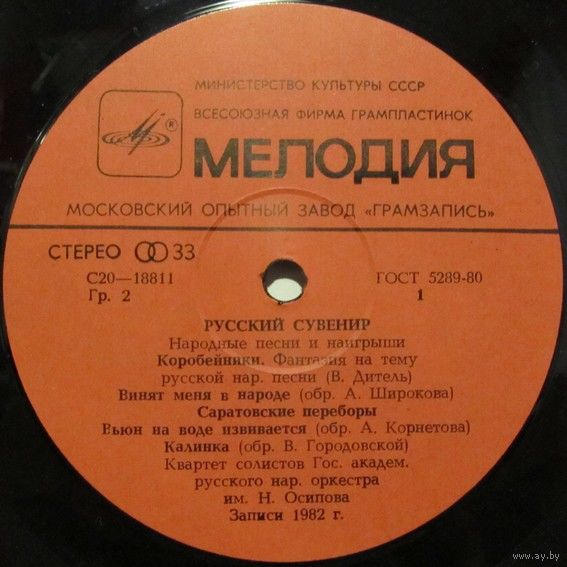 МИНИСТЕРСТВО КУЛЬТУРЫ СССР
ВСЕСОЮЗНАЯ ФИРМА ГРАМПЛАСТИНОК
®
МЕЛОДИЯ
МОСКОВСКИЙ ОПЫТНЫЙ ЗАВОД «ГРАМЗАПИСЬ»
СТЕРЕО 33
С20—18811 ГОСТ 5289-80
Гр. 2 1
РУССКИЙ СУВЕНИР
Народные песни и наигрыши
Коробейники. Фантазия на тему
русской нар. песни (В. Дитель)
Винят меня в народе (обр. А. Широкова)
Саратовские переборы
Вьюн на воде извивается (обр. А. Корнетова)
Калинка (обр. В. Городовской)
Квартет солистов Гос. академ.
русского нар. оркестра
им. Н. Осипова
Записи 1982 г.
www.ay.by